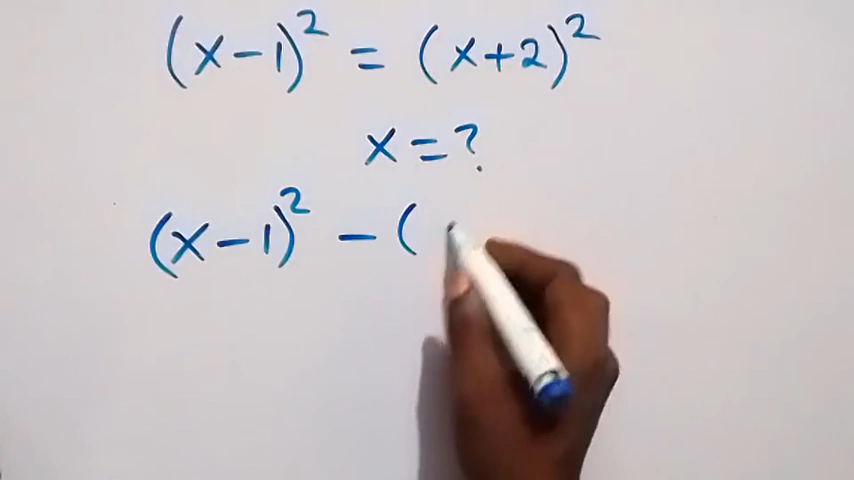 (x-1)² = (x+2)²
x = ?
(x-1)² - (